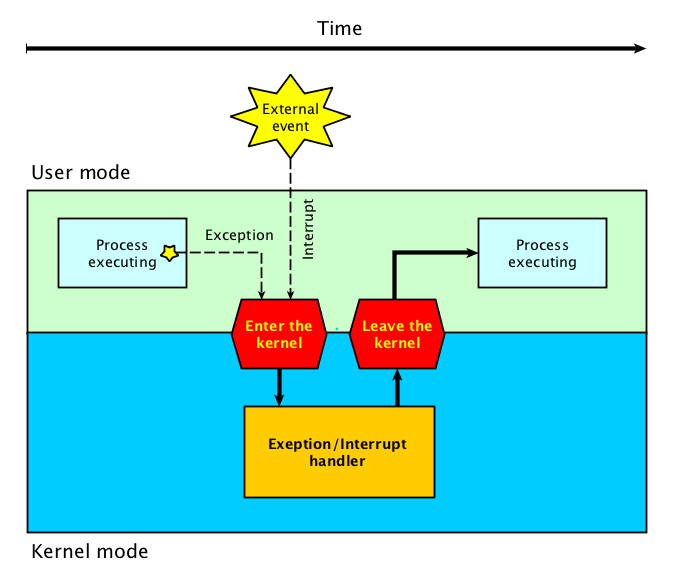 Time
External
event
User mode
Process
executing
Exception
Interrupt
Process
executing
Enter the
kernel
Leave the
kernel
Exeption/Interrupt
handler
Kernel mode